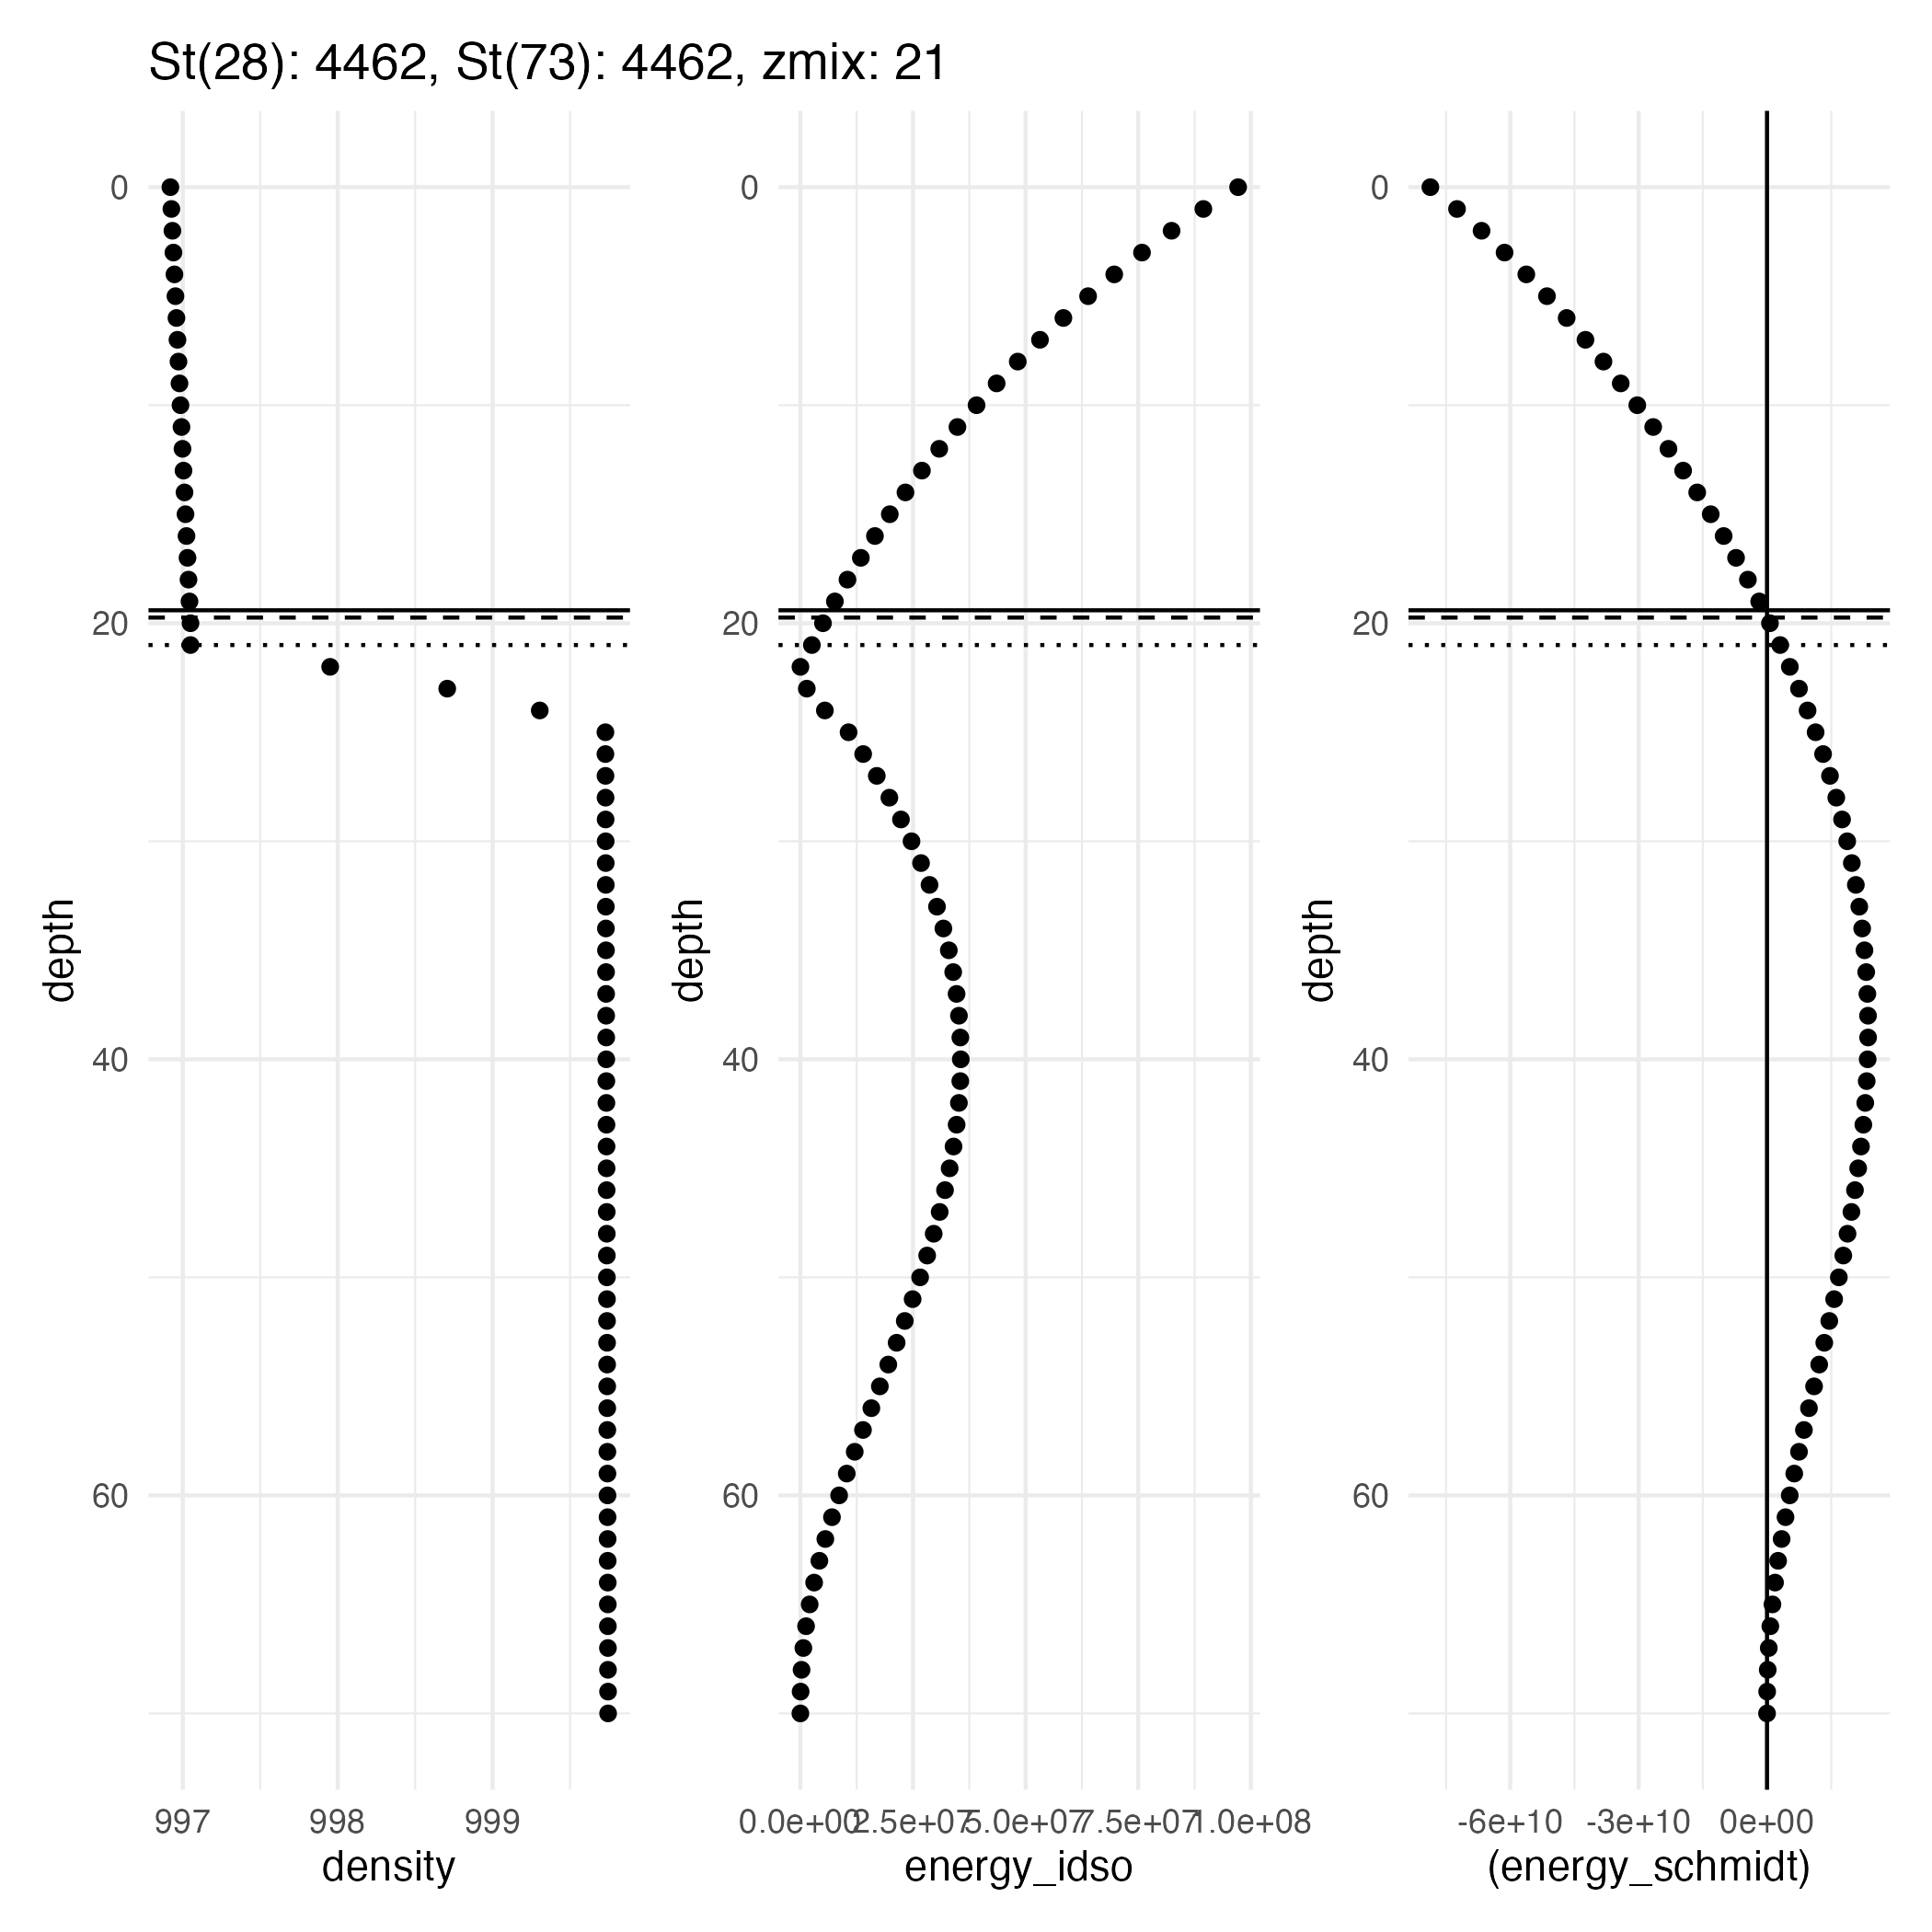 St(28): 4462, St(73): 4462, zmix: 21
0
20
40
60
depth
997
998
999
density
0
20
40
60
depth
0.0e+00
2.5e+07
5.0e+07
7.5e+07
1.0e+08
energy_idso
0
20
40
60
depth
-6e+10
-3e+10
0e+00
(energy_schmidt)